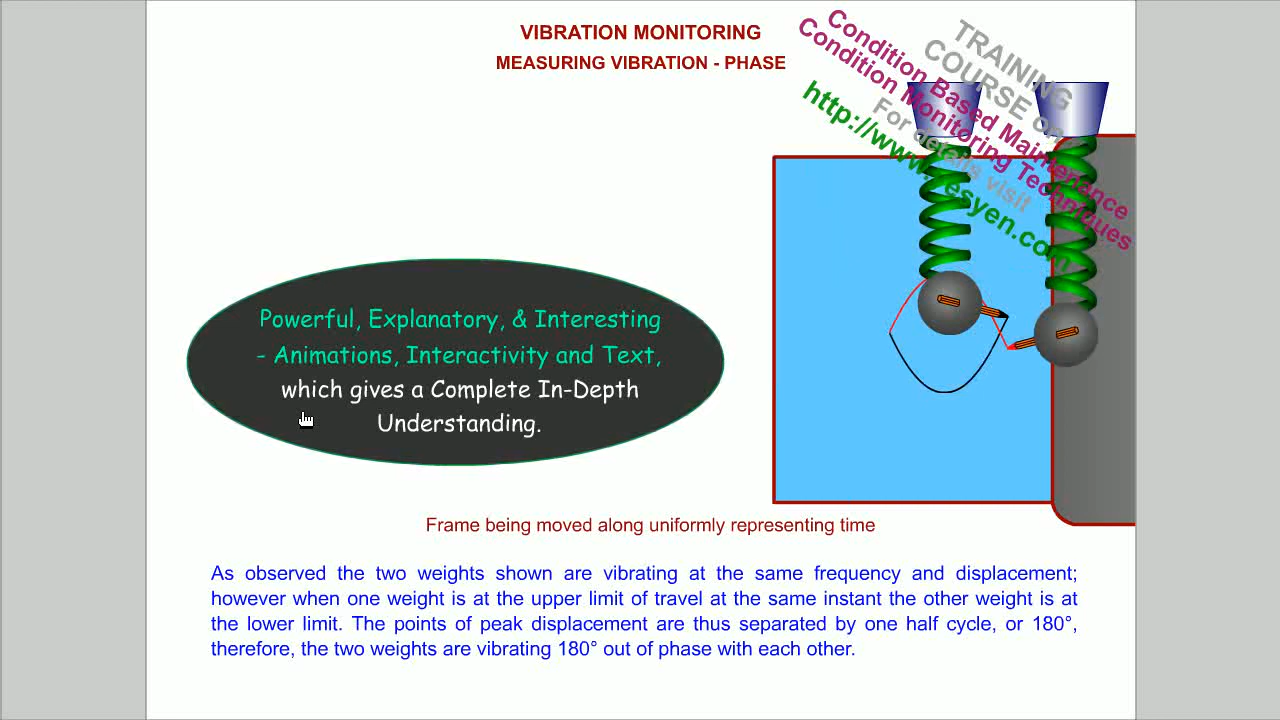 VIBRATION MONITORING
MEASURING VIBRATION - PHASE
TRAINING
COURSE on
Condition Based Maintenance
Condition Monitoring Techniques
For details visit
Powerful, Explanatory, & Interesting
- Animations, Interactivity and Text,
which gives a Complete In-Depth
Understanding.
Frame being moved along uniformly representing time
As observed the two weights shown are vibrating at the same frequency and displacement;
however when one weight is at the upper limit of travel at the same instant the other weight is at
the lower limit. The points of peak displacement are thus separated by one half cycle, or 180°,
therefore, the two weights are vibrating 180° out of phase with each other.